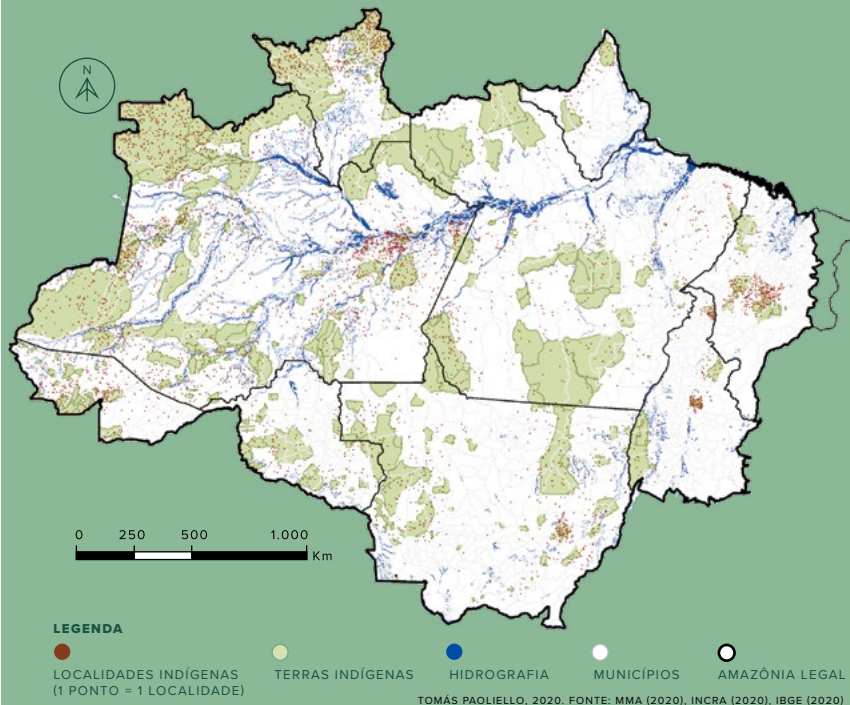 N
0 250 500 1.000
Km
LEGENDA
LOCALIDADES INDÍGENAS
(1 PONTO = 1 LOCALIDADE)
TERRAS INDÍGENAS
HIDROGRAFIA
MUNICÍPIOS
AMAZÔNIA LEGAL
TOMÁS PAOLIELLO, 2020. FONTE: MMA (2020), INCRA (2020), IBGE (2020)